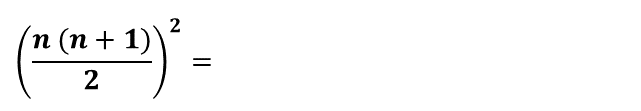 (n (n + 1) / 2)² =